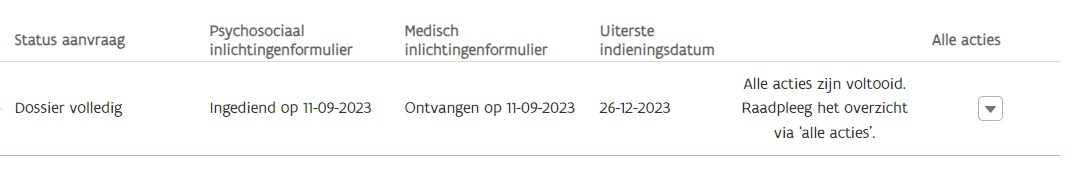 Status aanvraag
Psychosociaal
inlichtingenformulier
Medisch
inlichtingenformulier
Uiterste
indieningsdatum
Alle acties
Dossier volledig
Ingediend op 11-09-2023
Ontvangen op 11-09-2023
26-12-2023
Alle acties zijn voltooid.
Raadpleeg het overzicht
via ‘alle acties’.